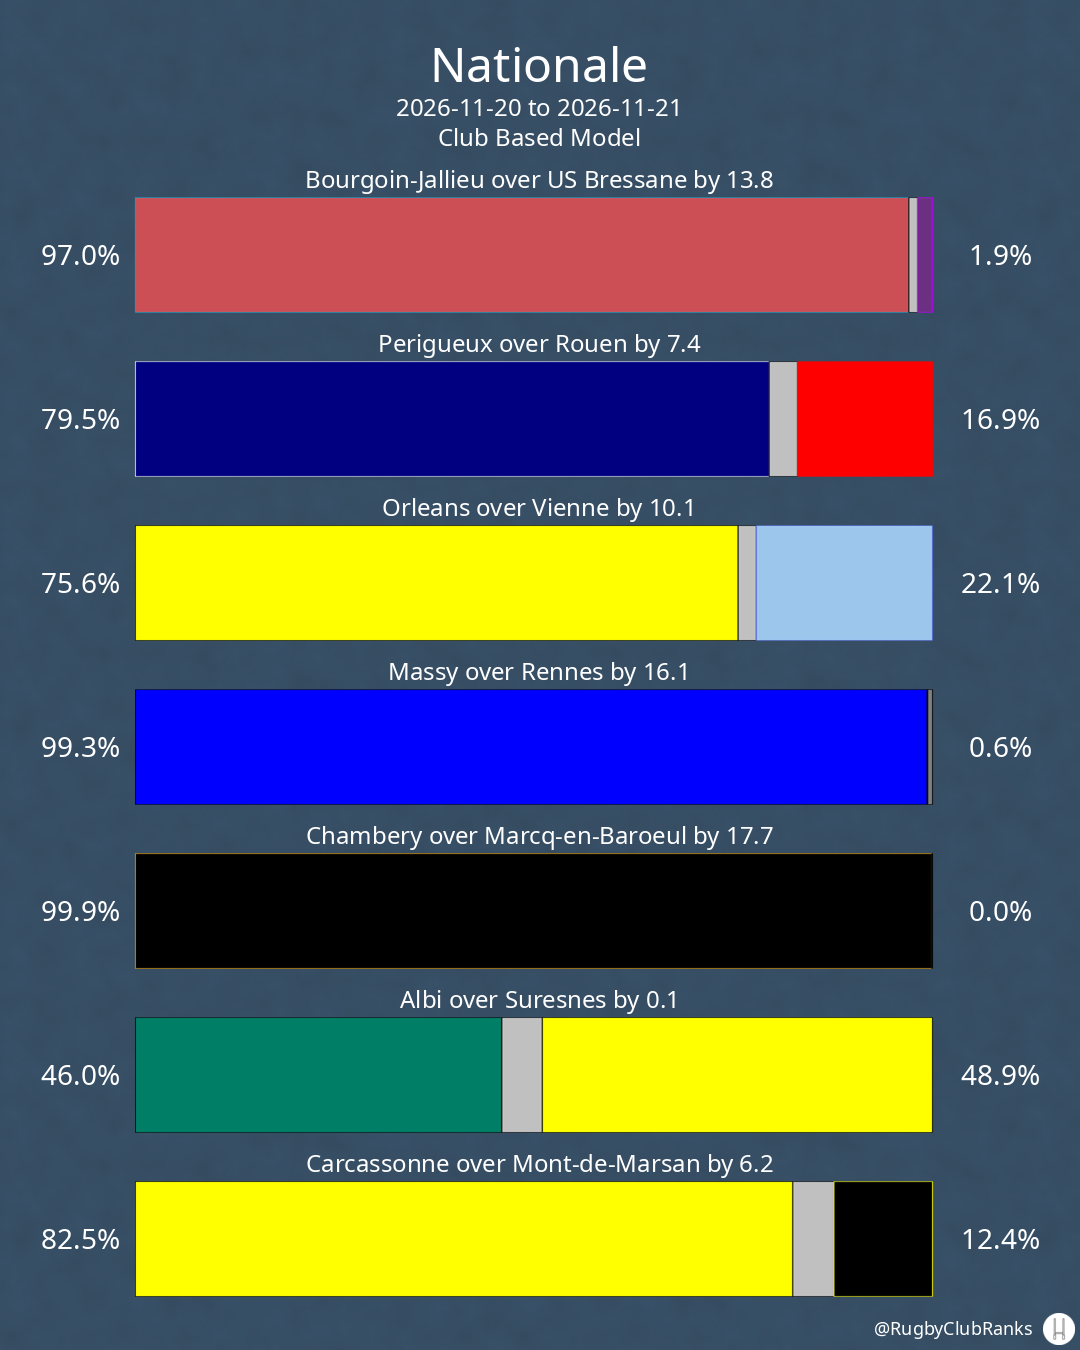 Nationale
2026-11-20 to 2026-11-21
Club Based Model
Bourgoin-Jallieu over US Bressane by 13.8
97.0% 1.9%
Perigueux over Rouen by 7.4
79.5% 16.9%
Orleans over Vienne by 10.1
75.6% 22.1%
Massy over Rennes by 16.1
99.3% 0.6%
Chambery over Marcq-en-Baroeul by 17.7
99.9% 0.0%
Albi over Suresnes by 0.1
46.0% 48.9%
Carcassonne over Mont-de-Marsan by 6.2
82.5% 12.4%
@RugbyClubRanks